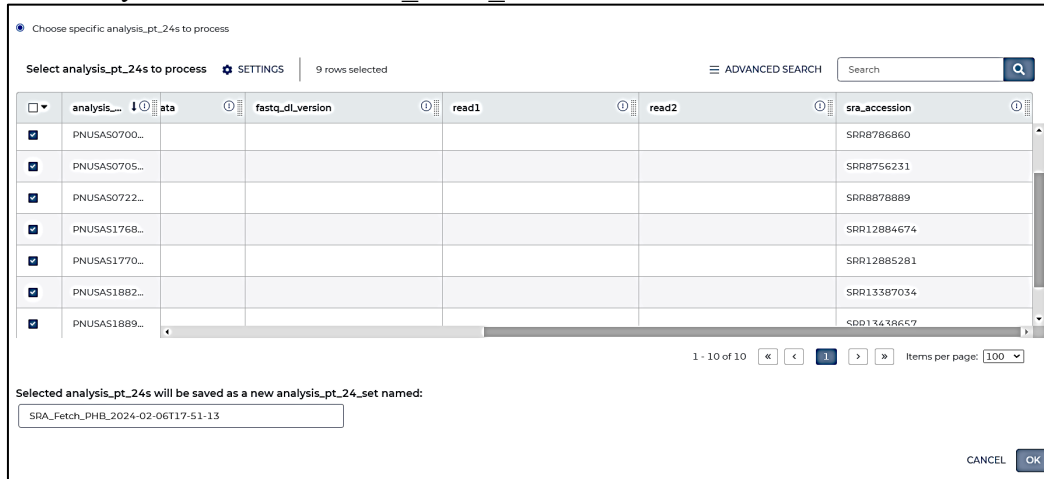 Choose specific analysis_pt_24s to process
Select analysis_pt_24s to process SETTINGS 9 rows selected ADVANCED SEARCH Search
analysis_... ata fastq_dl_version read1 read2 sra_accession
PNUSAS0700... SRR8786860
PNUSAS0705... SRR8756231
PNUSAS0722... SRR8878889
PNUSAS1768... SRR12884674
PNUSAS1770... SRR12885281
PNUSAS1882... SRR13387034
PNUSAS1889... SRR13438657
1 - 10 of 10 « < 1 > » Items per page: 100
Selected analysis_pt_24s will be saved as a new analysis_pt_24_set named:
SRA_Fetch_PHB_2024-02-06T17-51-13
CANCEL OK